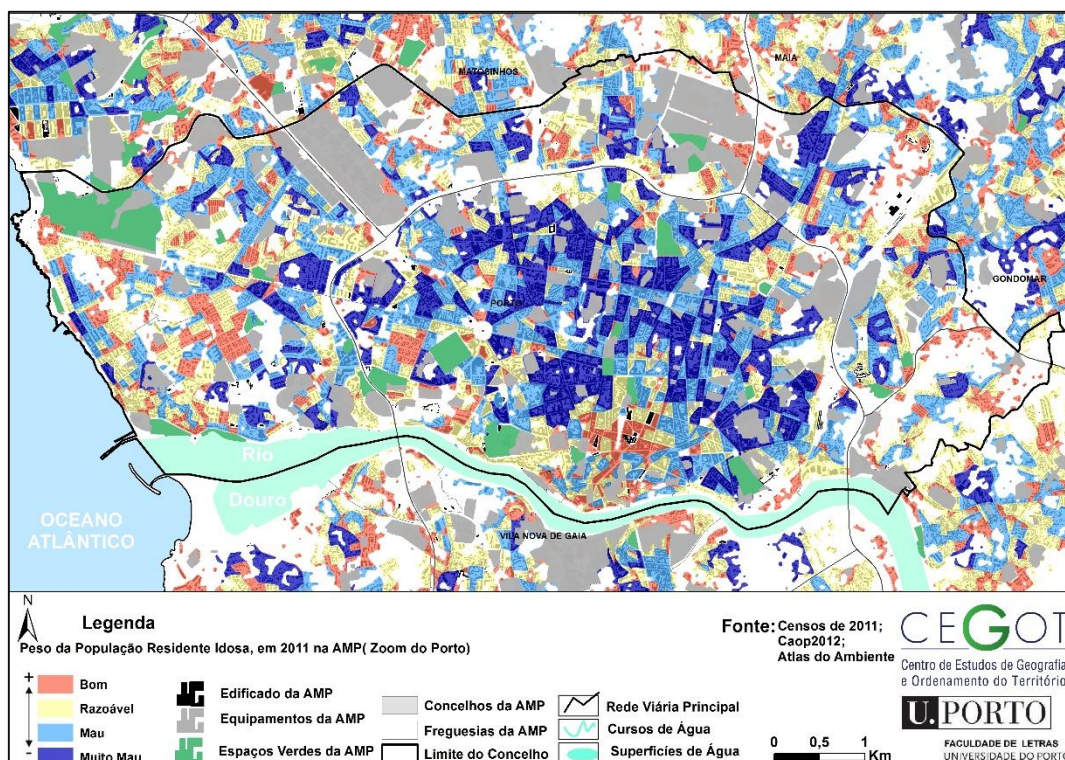 MATOSINHOS
MAIA
GONDOMAR
PORTO
Rio
Douro
OCEANO
ATLÂNTICO
VILA NOVA DE GAIA
N
Legenda
Peso da População Residente Idosa, em 2011 na AMP( Zoom do Porto)
+
-
Bom
Razoável
Mau
Muito Mau
Edificado da AMP
Equipamentos da AMP
Espaços Verdes da AMP
Concelhos da AMP
Freguesias da AMP
Limite do Concelho
Rede Viária Principal
Cursos de Água
Superfícies de Água
Fonte: Censos de 2011;
Caop2012;
Atlas do Ambiente
0 0,5 1
Km
CEGOT
Centro de Estudos de Geografia
e Ordenamento do Território
U. PORTO
FACULDADE DE LETRAS
UNIVERSIDADE DO PORTO